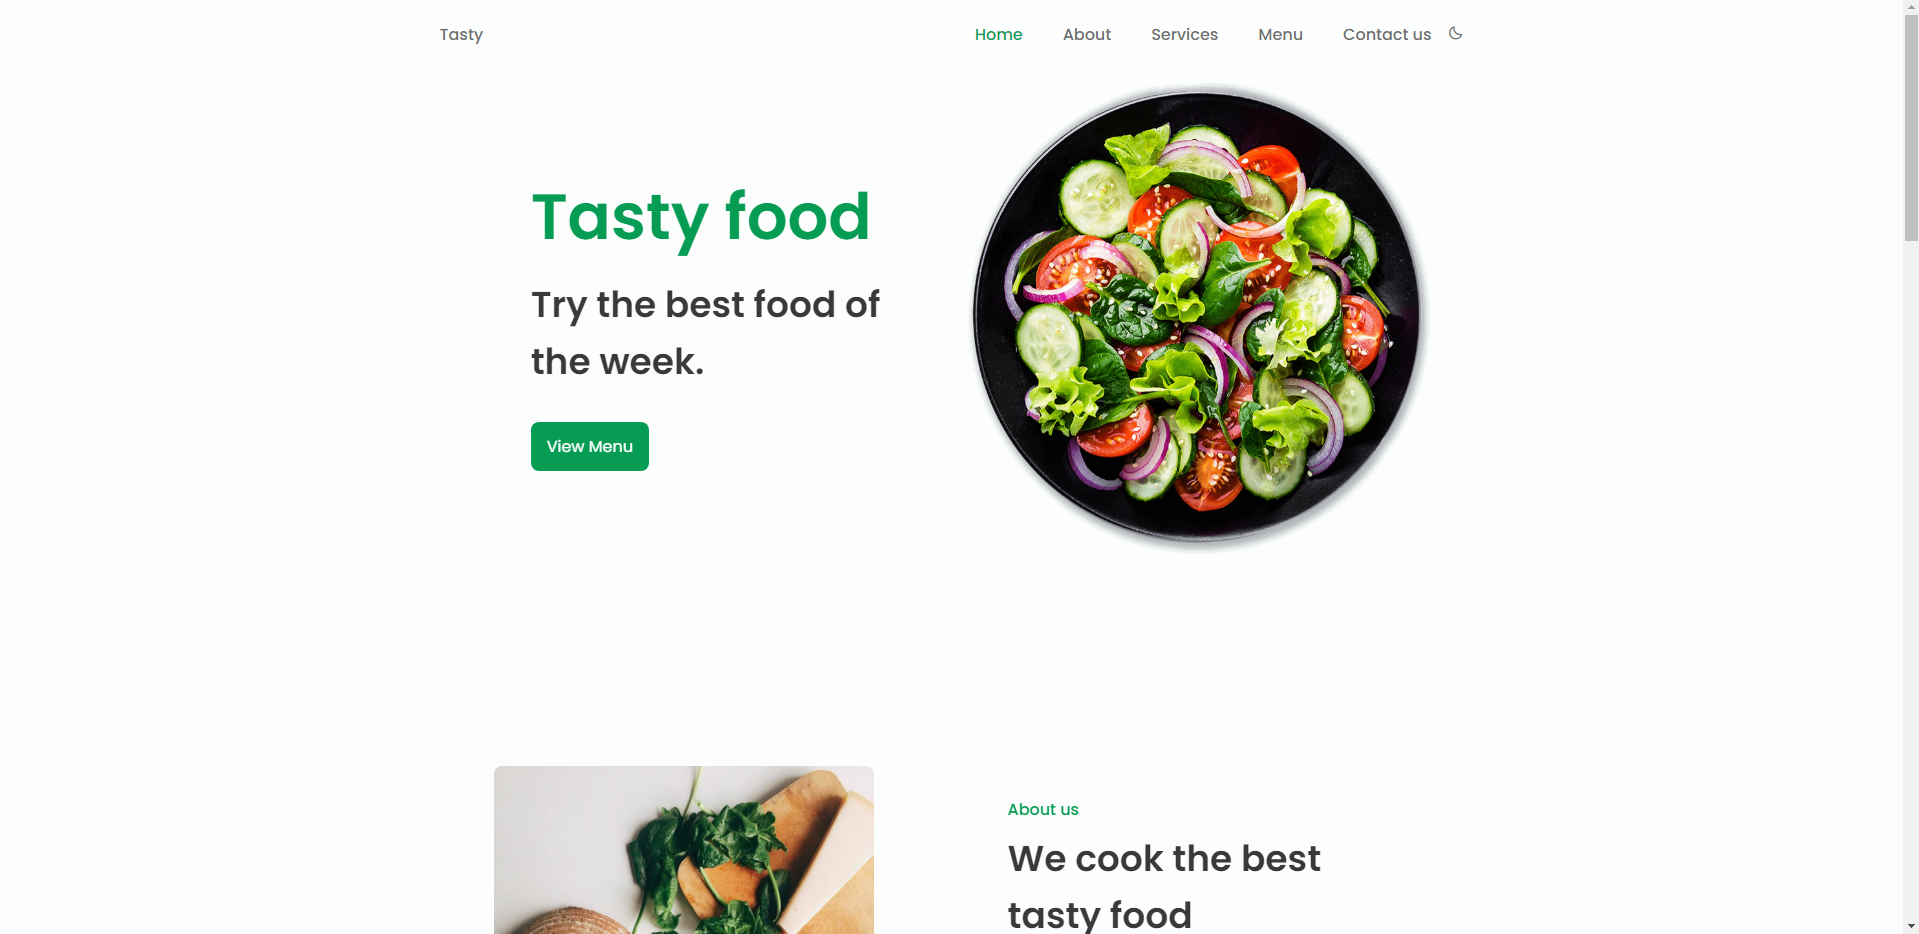 Tasty
Home About Services Menu Contact us
Tasty food
Try the best food of
the week.
View Menu
About us
We cook the best
tasty food